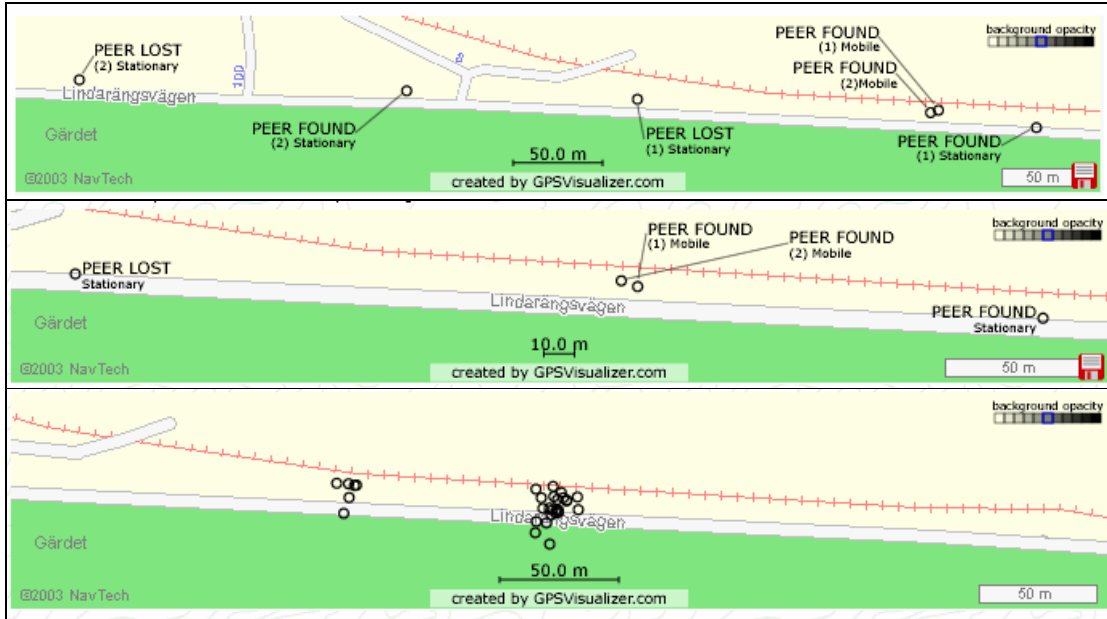 PEER LOST
(2) Stationary
100
8
PEER FOUND
(1) Mobile
PEER FOUND
(2)Mobile
background opacity
Lindarängsvägen
Gärdet
PEER FOUND
(2) Stationary
PEER LOST
(1) Stationary
PEER FOUND
(1) Stationary
50.0 m
©2003 NavTech
created by GPSVisualizer.com
50 m
PEER FOUND
(1) Mobile
PEER FOUND
(2) Mobile
background opacity
PEER LOST
Stationary
Lindarängsvägen
Gärdet
PEER FOUND
Stationary
10.0 m
©2003 NavTech
created by GPSVisualizer.com
50 m
background opacity
Lindarängsvägen
Gärdet
50.0 m
©2003 NavTech
created by GPSVisualizer.com
50 m